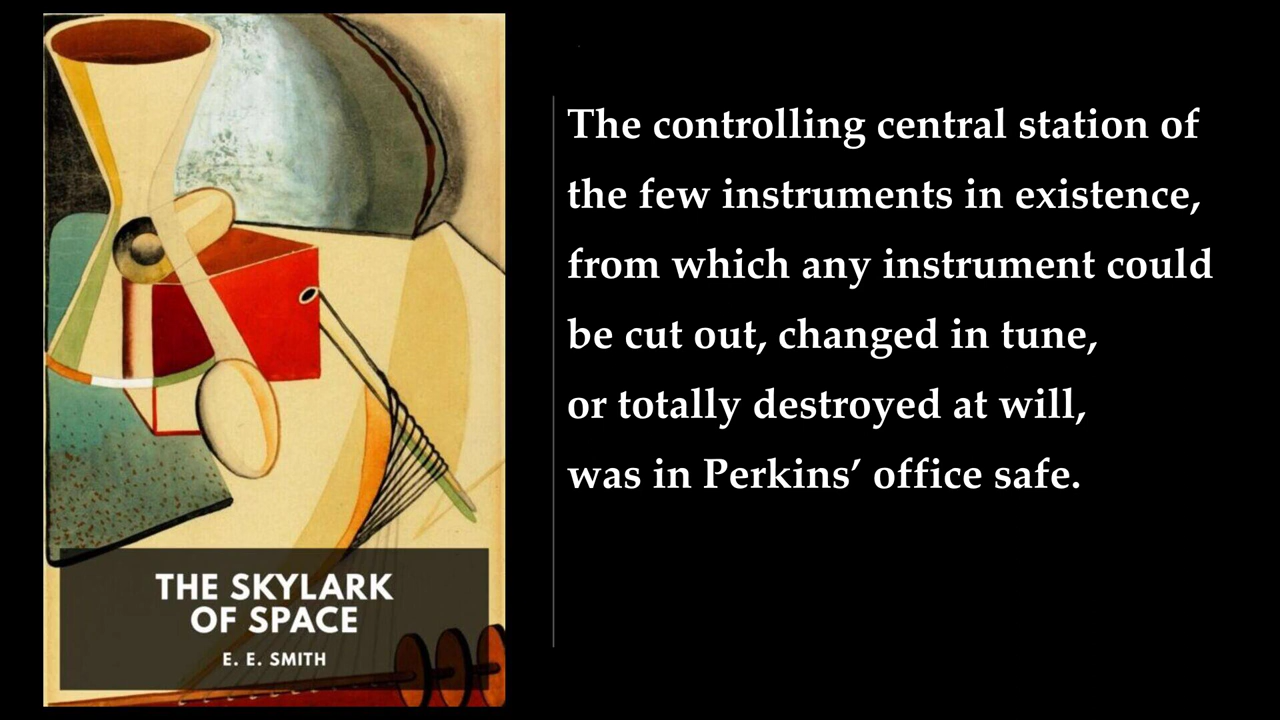 THE SKYLARK
OF SPACE
E. E. SMITH
The controlling central station of
the few instruments in existence,
from which any instrument could
be cut out, changed in tune,
or totally destroyed at will,
was in Perkins’ office safe.